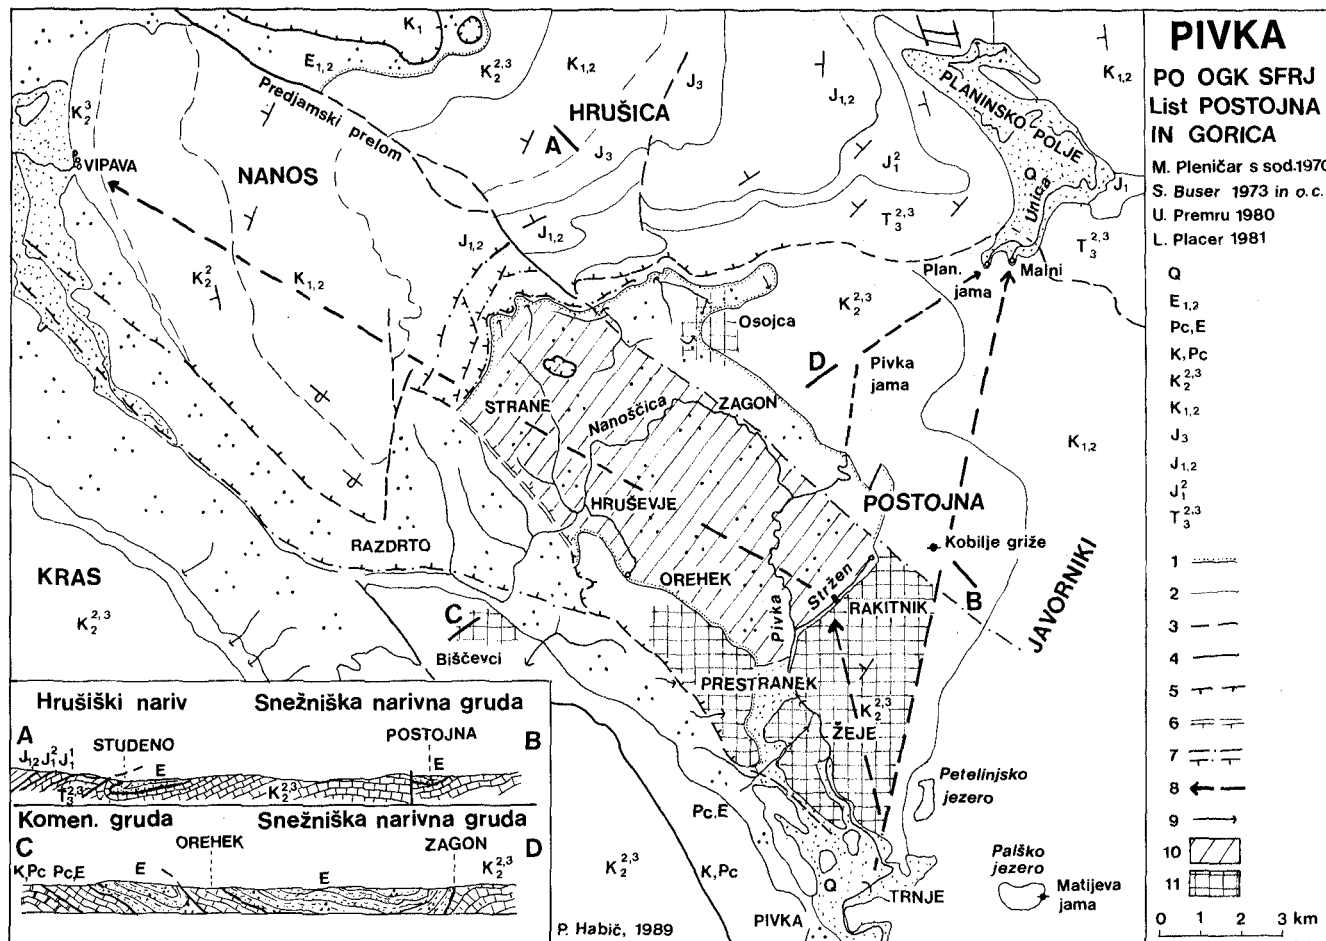 PIVKA
PO OGK SFRJ
List POSTOJNA
IN GORICA
M. Pleničar s sod.1970
S. Buser 1973 in o.c.
U. Premru 1980
L. Placer 1981
Q
E1,2
Pc,E
K,Pc
K2 2,3
K1,2
J3
J1,2
J1 2
T3 2,3
1
2
3
4
5
6
7
8
9
10
11
0 1 2 3 km
K1
E1,2
K2 2,3
K1,2
J3
J1,2
K1,2
HRUŠICA
PLANINSKO POLJE
Predjamski prelom
K2 3
VIPAVA
NANOS
A
J3
J1 2
Q
Unica
J1
T3 2,3
T3 2,3
J1,2
J1,2
K2 2
K1,2
Plan.
jama
Malni
K2 2,3
Osojca
D
Pivka
jama
STRANE
Nanoščica
ZAGON
K1,2
HRUŠEVJE
POSTOJNA
RAZDRTO
Kobilje griže
KRAS
OREHEK
Pivka
Stržen
RAKITNIK
B
JAVORNIKI
K2 2,3
C
Biščevci
PRESTRANEK
K2 2,3
ŽEJE
Petelinjsko
jezero
Pc,E
K2 2,3
K,Pc
Q
Palško
jezero
Matijeva
jama
TRNJE
PIVKA
P. Habič, 1989
Hrušiški nariv Snežniška narivna gruda
A STUDENO POSTOJNA B
J1,2 J1 2 J1 1
E E
T3 2,3 K2 2,3
Komen. gruda Snežniška narivna gruda
C OREHEK ZAGON D
K,Pc Pc,E E E K2 2,3